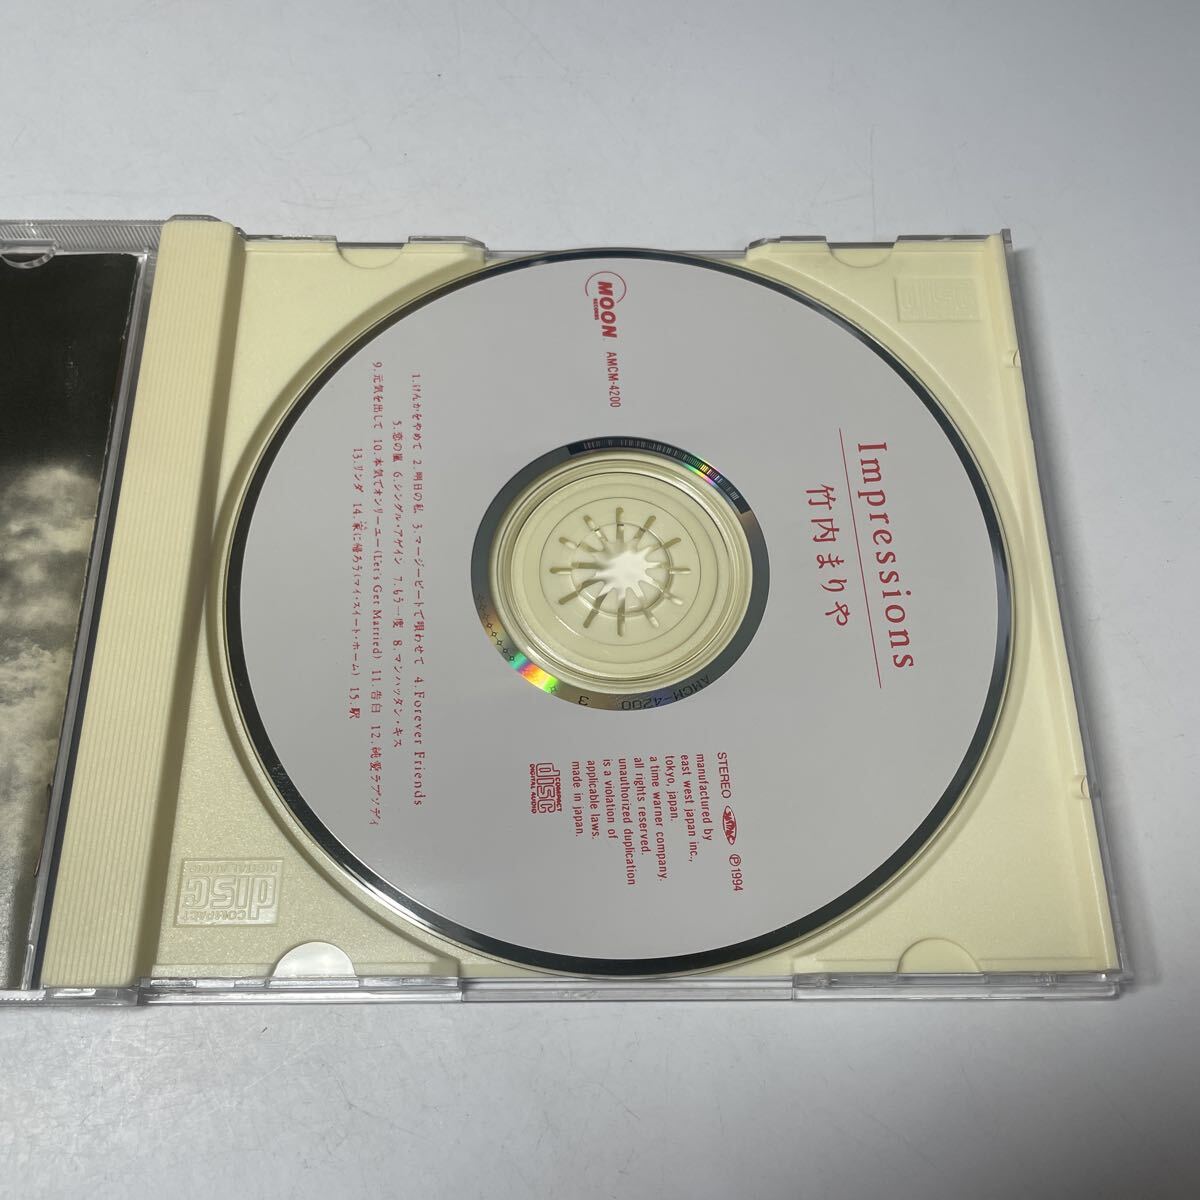 Impressions
竹内まりや
MOON
RECORDS
AMCM-4200
1.けんかをやめて 2.明日の私 3.マージービートで唄わせて 4.Forever Friends
5.恋の嵐 6.シングル・アゲイン 7.もう一度 8.マンハッタン・キス
9.元気を出して 10.本気でオンリーユー(Let's Get Married) 11.告白 12.純愛ラプソディ
13.リンダ 14.家に帰ろう(マイ・スイート・ホーム) 15.駅
STEREO ℗1994
manufactured by
east west japan inc.,
tokyo, japan.
a time warner company.
all rights reserved.
unauthorized duplication
is a violation of
applicable laws.
made in japan.
COMPACT
disc
DIGITAL AUDIO
AMCM-4200 3
COMPACT
disc
DIGITAL AUDIO
disc